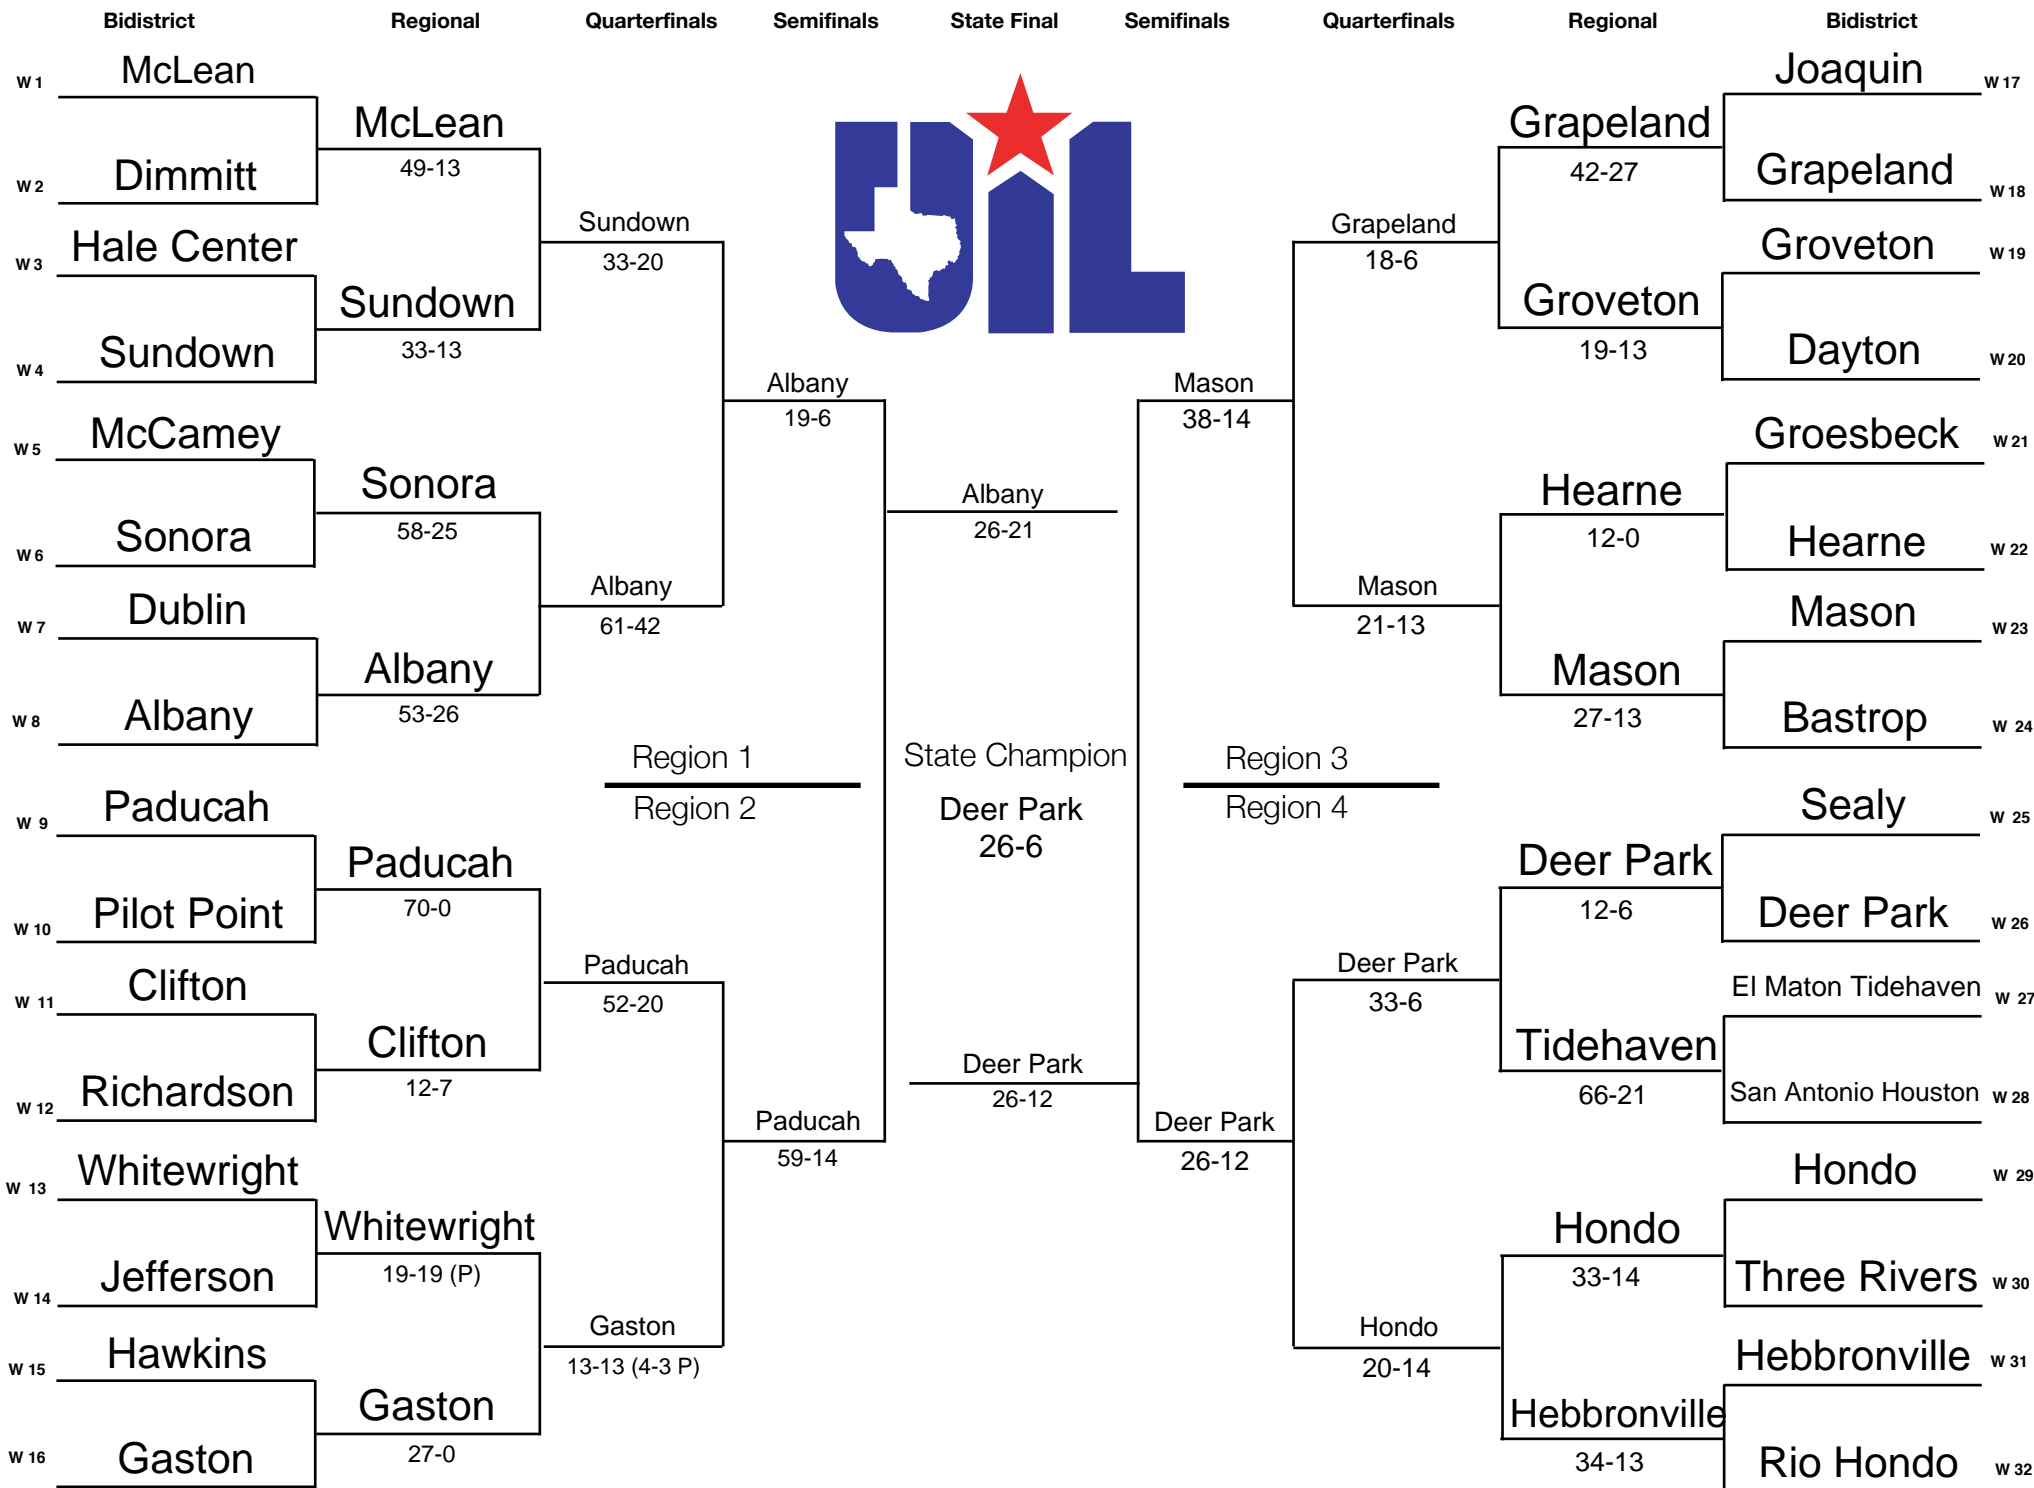 Bidistrict Regional Quarterfinals Semifinals State Final Semifinals Quarterfinals Regional Bidistrict
W 1 McLean
W 2 Dimmitt
W 3 Hale Center
W 4 Sundown
W 5 McCamey
W 6 Sonora
W 7 Dublin
W 8 Albany
W 9 Paducah
W 10 Pilot Point
W 11 Clifton
W 12 Richardson
W 13 Whitewright
W 14 Jefferson
W 15 Hawkins
W 16 Gaston
McLean
49-13
Sundown
33-13
Sonora
58-25
Albany
53-26
Paducah
70-0
Clifton
12-7
Whitewright
19-19 (P)
Gaston
27-0
Sundown
33-20
Albany
61-42
Paducah
52-20
Gaston
13-13 (4-3 P)
Region 1
Region 2
Albany
19-6
Paducah
59-14
UIL
Albany
26-21
State Champion
Deer Park
26-6
Deer Park
26-12
Mason
38-14
Deer Park
26-12
Region 3
Region 4
Grapeland
18-6
Mason
21-13
Deer Park
33-6
Hondo
20-14
Grapeland
42-27
Groveton
19-13
Hearne
12-0
Mason
27-13
Deer Park
12-6
Tidehaven
66-21
Hondo
33-14
Hebbronville
34-13
Joaquin W 17
Grapeland W 18
Groveton W 19
Dayton W 20
Groesbeck W 21
Hearne W 22
Mason W 23
Bastrop W 24
Sealy W 25
Deer Park W 26
El Maton Tidehaven W 27
San Antonio Houston W 28
Hondo W 29
Three Rivers W 30
Hebbronville W 31
Rio Hondo W 32